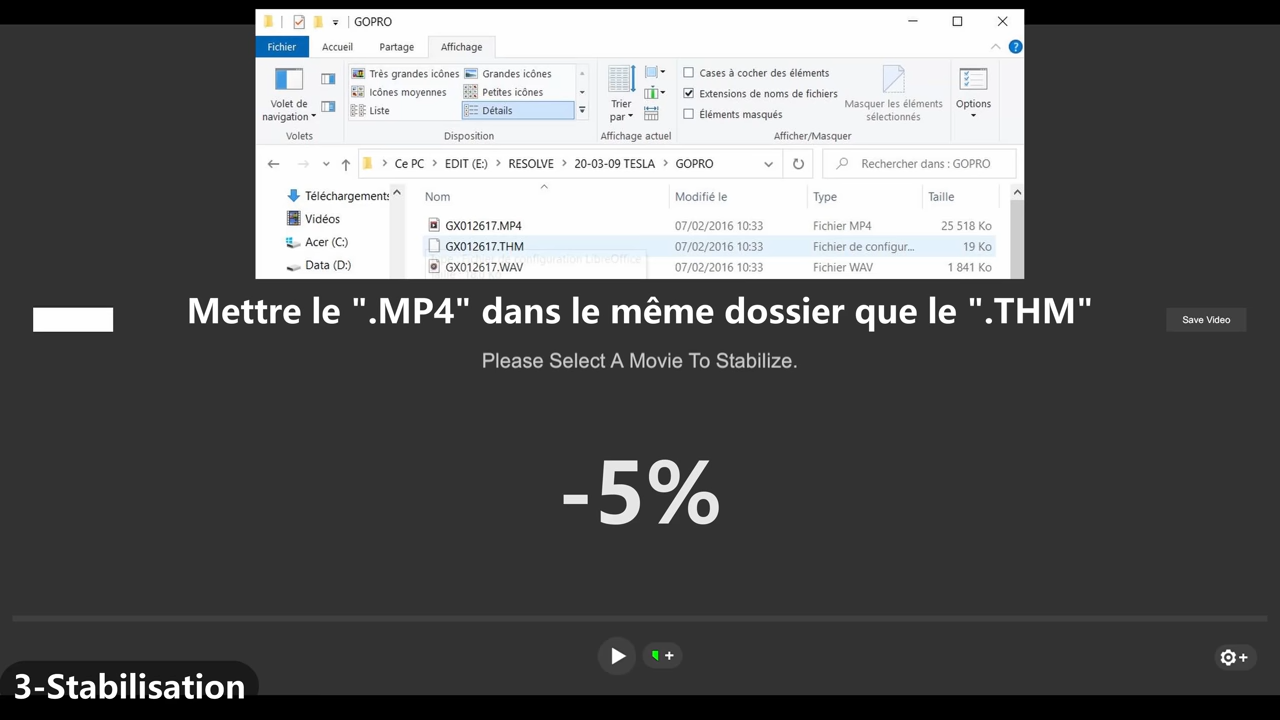 GOPRO
Fichier Accueil Partage Affichage
Très grandes icônes Grandes icônes
Icônes moyennes Petites icônes
Liste Détails
Volet de navigation
Volets
Disposition
Trier par
Affichage actuel
Cases à cocher des éléments
Extensions de noms de fichiers
Éléments masqués
Masquer les éléments sélectionnés
Afficher/Masquer
Options
Ce PC EDIT (E:) RESOLVE 20-03-09 TESLA GOPRO
Rechercher dans : GOPRO
Téléchargements
Vidéos
Acer (C:)
Data (D:)
Nom Modifié le Type Taille
GX012617.MP4 07/02/2016 10:33 Fichier MP4 25 518 Ko
GX012617.THM 07/02/2016 10:33 Fichier de configur... 19 Ko
GX012617.WAV 07/02/2016 10:33 Fichier WAV 1 841 Ko
Mettre le ".MP4" dans le même dossier que le ".THM"
Save Video
Please Select A Movie To Stabilize.
-5%
3-Stabilisation